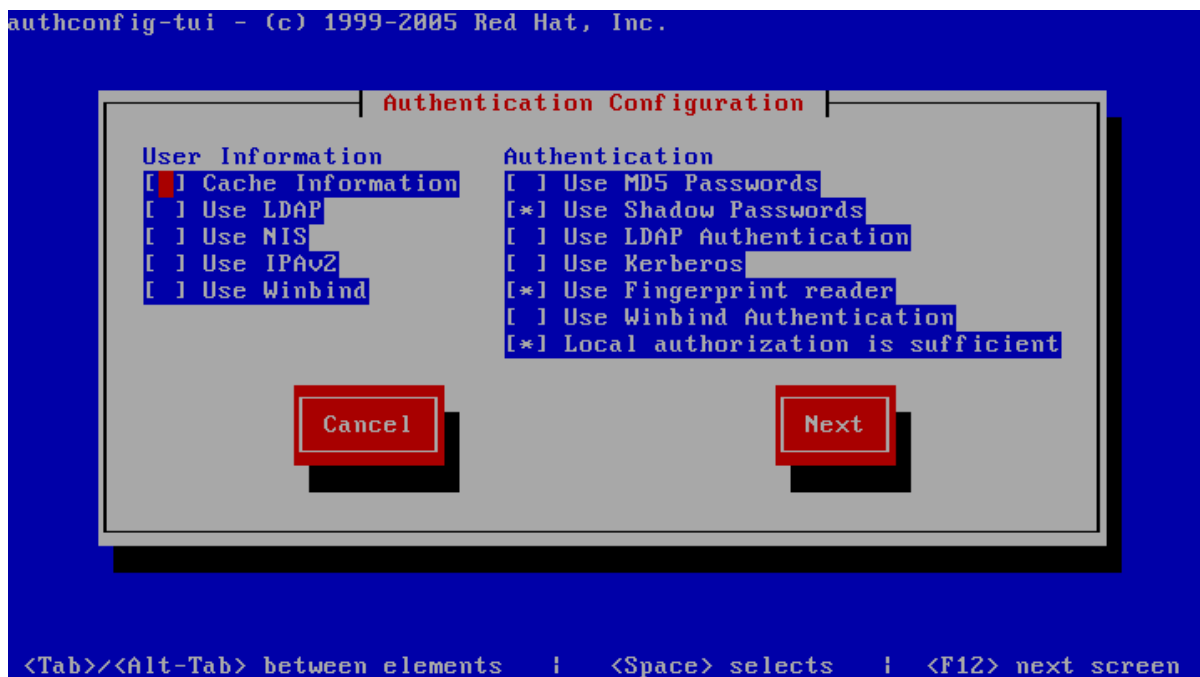 authconfig-tui - (c) 1999-2005 Red Hat, Inc.
Authentication Configuration
User Information
[ ] Cache Information
[ ] Use LDAP
[ ] Use NIS
[ ] Use IPAv2
[ ] Use Winbind
Authentication
[ ] Use MD5 Passwords
[*] Use Shadow Passwords
[ ] Use LDAP Authentication
[ ] Use Kerberos
[*] Use Fingerprint reader
[ ] Use Winbind Authentication
[*] Local authorization is sufficient
Cancel
Next
<Tab>/<Alt-Tab> between elements | <Space> selects | <F12> next screen